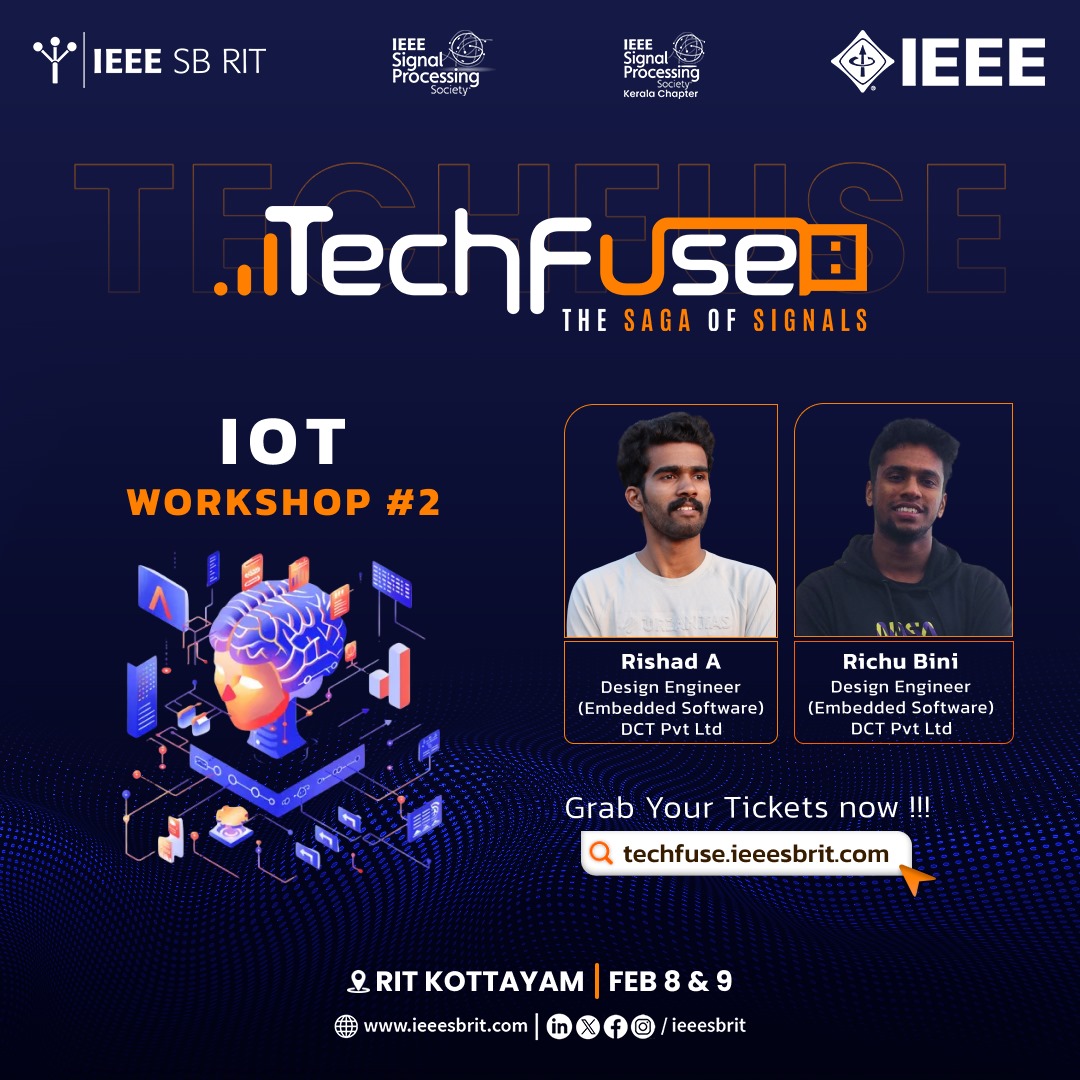 IEEE SB RIT
IEEE
Signal
Processing
Society
IEEE
Signal
Processing
Society
Kerala Chapter
IEEE
TECHFUSE
TechFuse
THE SAGA OF SIGNALS
IOT
WORKSHOP #2
Rishad A
Design Engineer
(Embedded Software)
DCT Pvt Ltd
Richu Bini
Design Engineer
(Embedded Software)
DCT Pvt Ltd
Grab Your Tickets now !!!
techfuse.ieeesbrit.com
RIT KOTTAYAM | FEB 8 & 9
www.ieeesbrit.com | / ieeesbrit